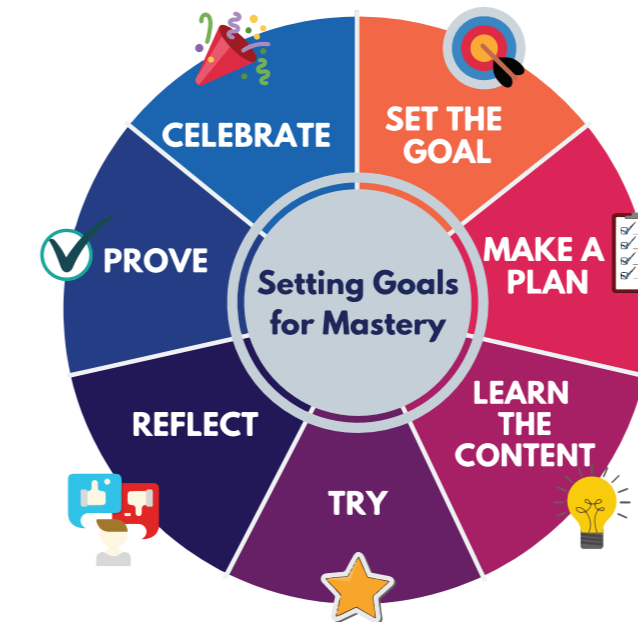 Setting Goals
for Mastery
SET THE
GOAL
MAKE A
PLAN
LEARN
THE
CONTENT
TRY
REFLECT
PROVE
CELEBRATE